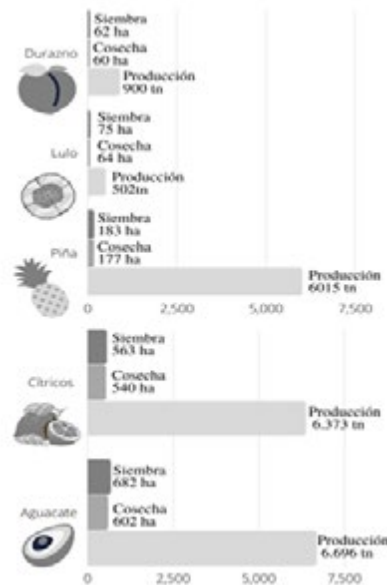 Siembra
62 ha
Durazno
Cosecha
60 ha
Producción
900 tn
Siembra
75 ha
Lulo
Cosecha
64 ha
Producción
502tn
Siembra
183 ha
Piña
Cosecha
177 ha
Producción
6015 tn
0 2,500 5,000 7,500
Siembra
563 ha
Cítricos
Cosecha
540 ha
Producción
6.373 tn
Siembra
682 ha
Aguacate
Cosecha
602 ha
Producción
6.696 tn
0 2.500 5.000 7.500